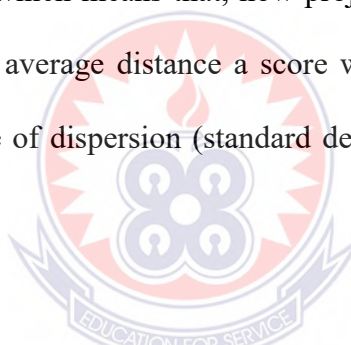 which means that, how proj
average distance a score w
of dispersion (standard de
EDUCATION FOR SERVICE